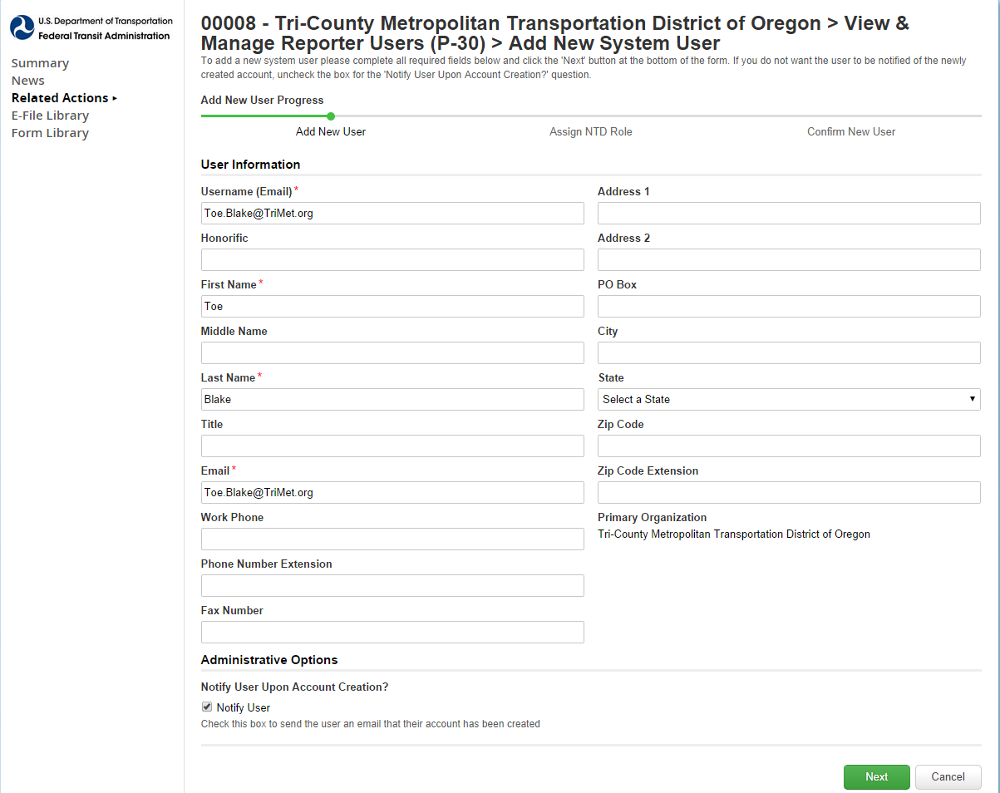 U.S. Department of Transportation
Federal Transit Administration
Summary
News
Related Actions ▸
E-File Library
Form Library
00008 - Tri-County Metropolitan Transportation District of Oregon > View &
Manage Reporter Users (P-30) > Add New System User
To add a new system user please complete all required fields below and click the 'Next' button at the bottom of the form. If you do not want the user to be notified of the newly
created account, uncheck the box for the 'Notify User Upon Account Creation?' question.
Add New User Progress
Add New User
Assign NTD Role
Confirm New User
User Information
Username (Email)*
Toe.Blake@TriMet.org
Honorific
First Name*
Toe
Middle Name
Last Name*
Blake
Title
Email*
Toe.Blake@TriMet.org
Work Phone
Phone Number Extension
Fax Number
Address 1
Address 2
PO Box
City
State
Select a State
Zip Code
Zip Code Extension
Primary Organization
Tri-County Metropolitan Transportation District of Oregon
Administrative Options
Notify User Upon Account Creation?
Notify User
Check this box to send the user an email that their account has been created
Next
Cancel